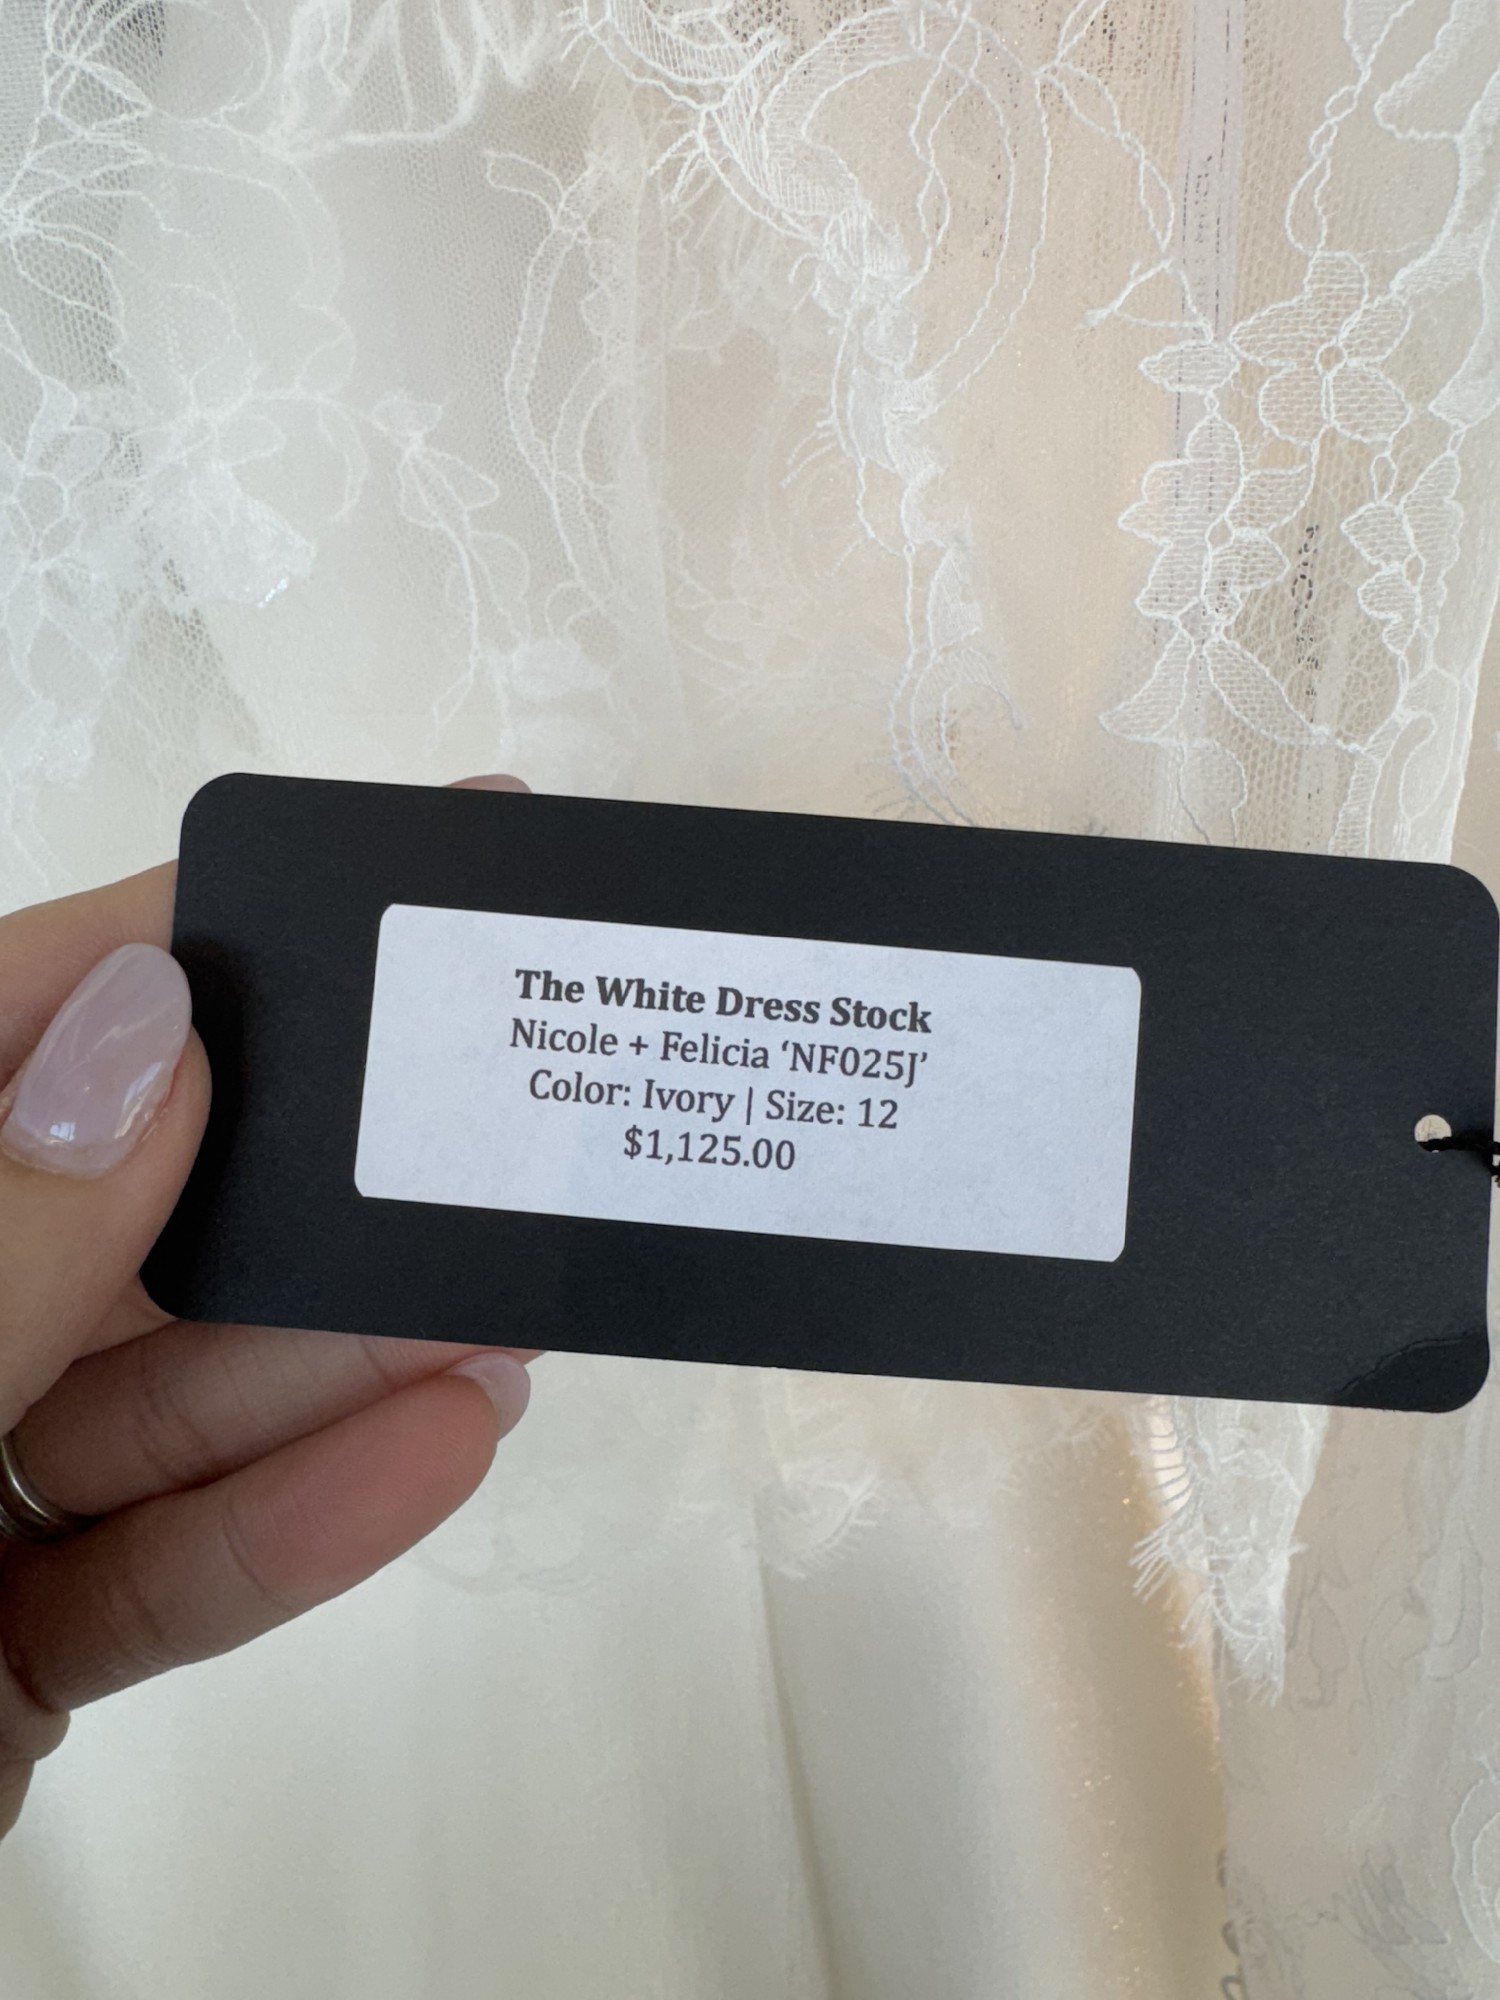 The White Dress Stock
Nicole + Felicia ‘NF025J’
Color: Ivory | Size: 12
$1,125.00